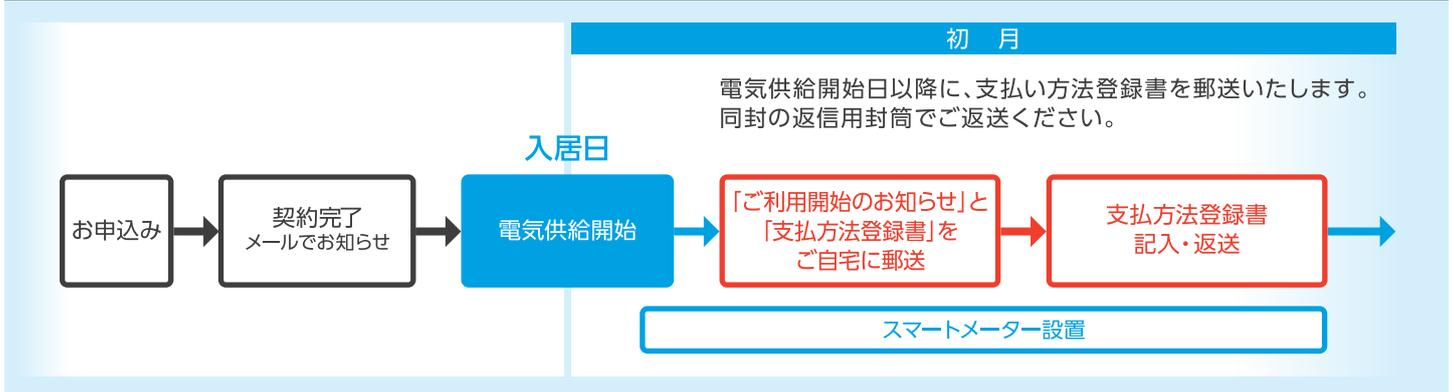 初 月
電気供給開始日以降に、支払い方法登録書を郵送いたします。
同封の返信用封筒でご返送ください。
入居日
お申込み
契約完了
メールでお知らせ
電気供給開始
「ご利用開始のお知らせ」と
「支払方法登録書」を
ご自宅に郵送
支払方法登録書
記入・返送
スマートメーター設置